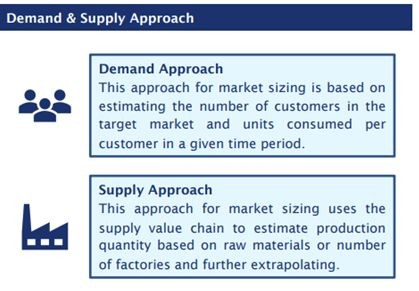 Demand & Supply Approach
Demand Approach
This approach for market sizing is based on
estimating the number of customers in the
target market and units consumed per
customer in a given time period.
Supply Approach
This approach for market sizing uses the
supply value chain to estimate production
quantity based on raw materials or number
of factories and further extrapolating.